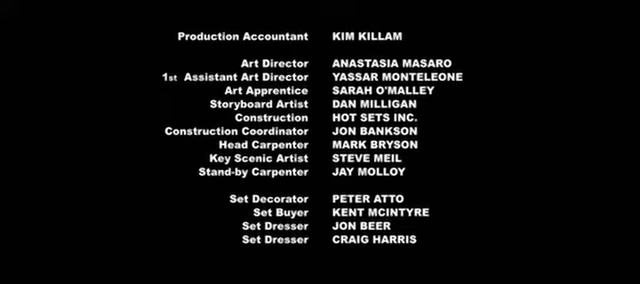 Production Accountant KIM KILLAM
Art Director ANASTASIA MASARO
1st Assistant Art Director YASSAR MONTELEONE
Art Apprentice SARAH O'MALLEY
Storyboard Artist DAN MILLIGAN
Construction HOT SETS INC.
Construction Coordinator JON BANKSON
Head Carpenter MARK BRYSON
Key Scenic Artist STEVE MEIL
Stand-by Carpenter JAY MOLLOY
Set Decorator PETER ATTO
Set Buyer KENT MCINTYRE
Set Dresser JON BEER
Set Dresser CRAIG HARRIS